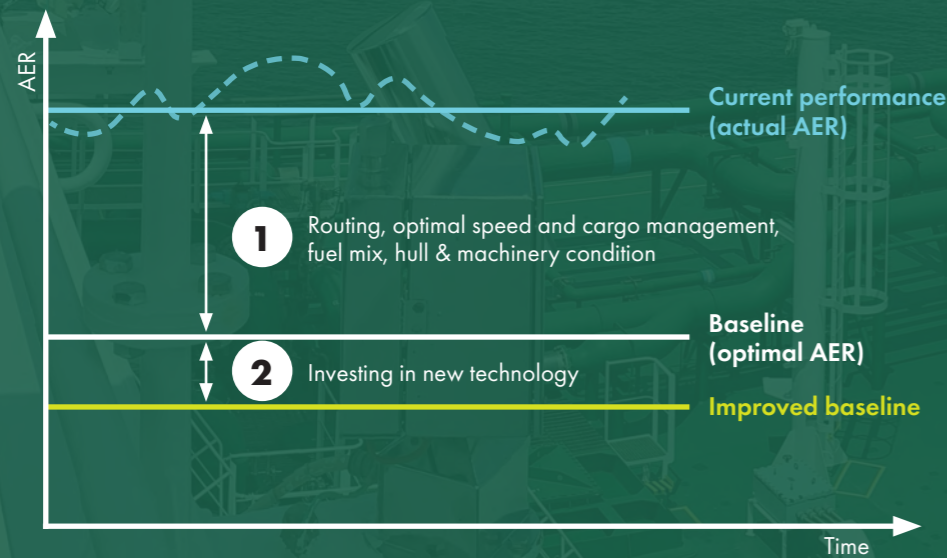 AER
Current performance
(actual AER)
1
Routing, optimal speed and cargo management,
fuel mix, hull & machinery condition
Baseline
(optimal AER)
2
Investing in new technology
Improved baseline
Time